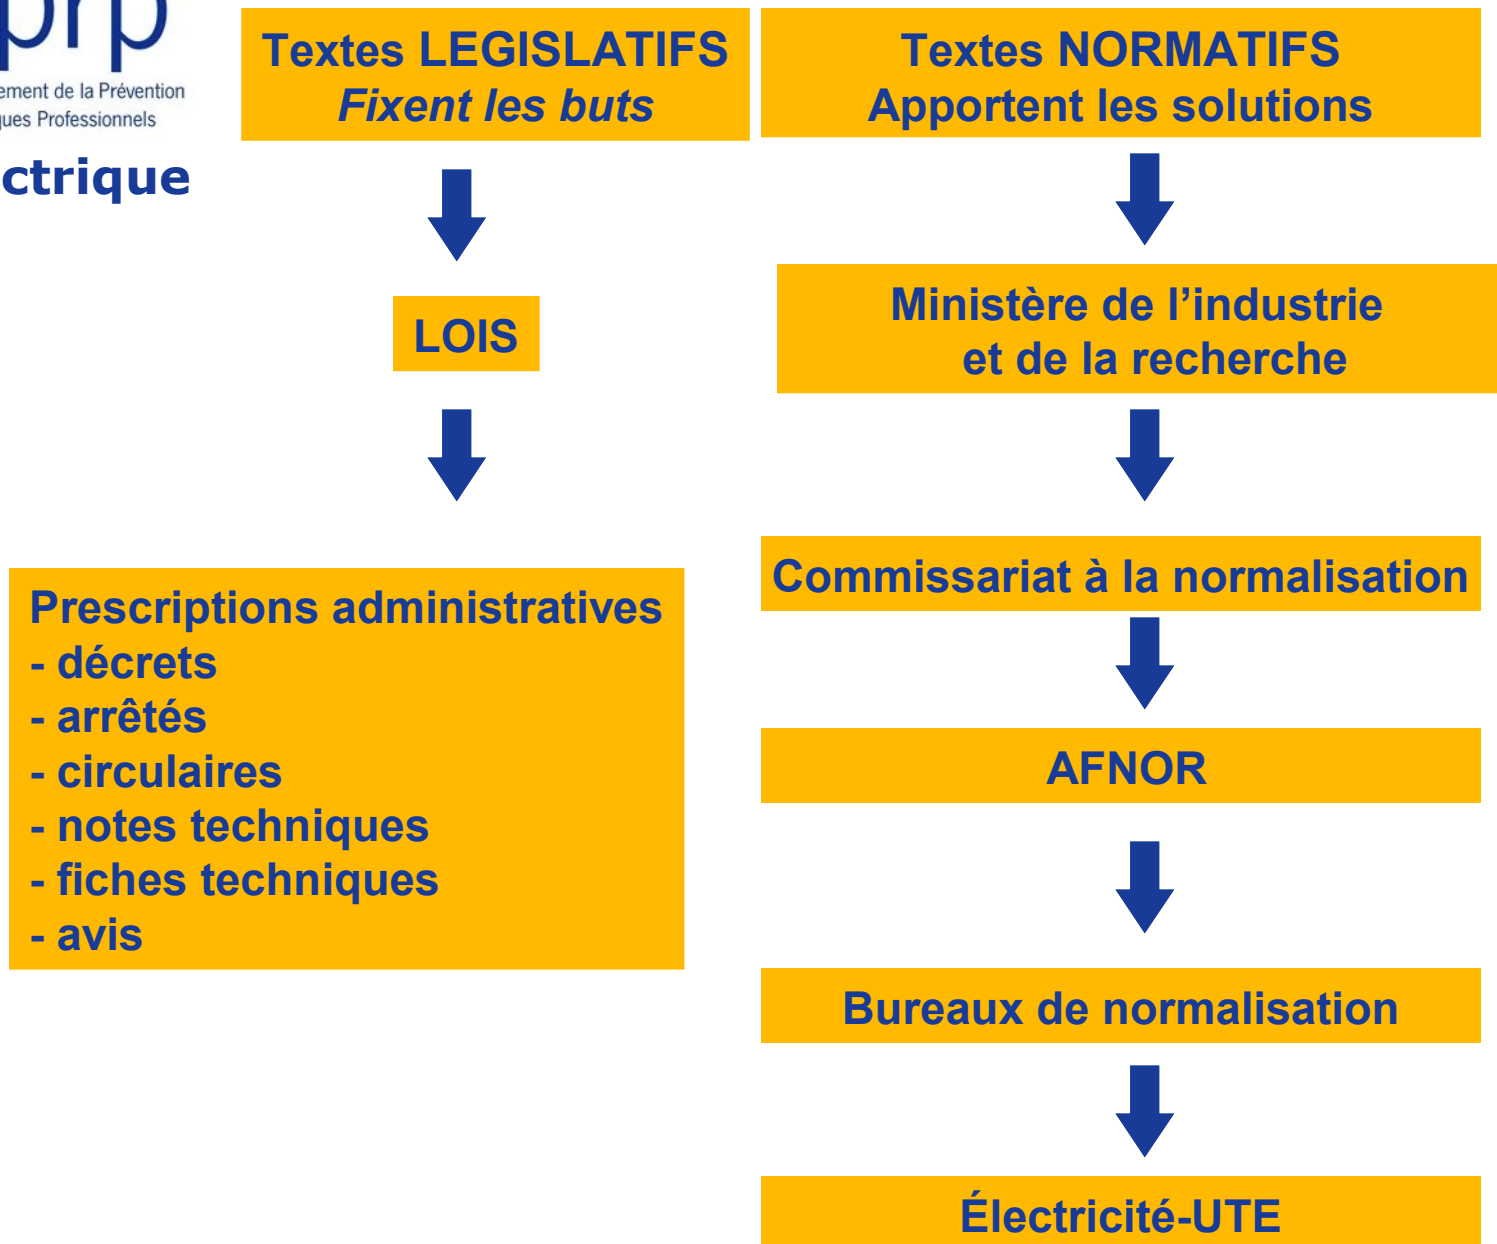 prp
ement de la Prévention
ques Professionnels
ctrique
Textes LEGISLATIFS
Fixent les buts
LOIS
Prescriptions administratives
- décrets
- arrêtés
- circulaires
- notes techniques
- fiches techniques
- avis
Textes NORMATIFS
Apportent les solutions
Ministère de l’industrie
et de la recherche
Commissariat à la normalisation
AFNOR
Bureaux de normalisation
Électricité-UTE